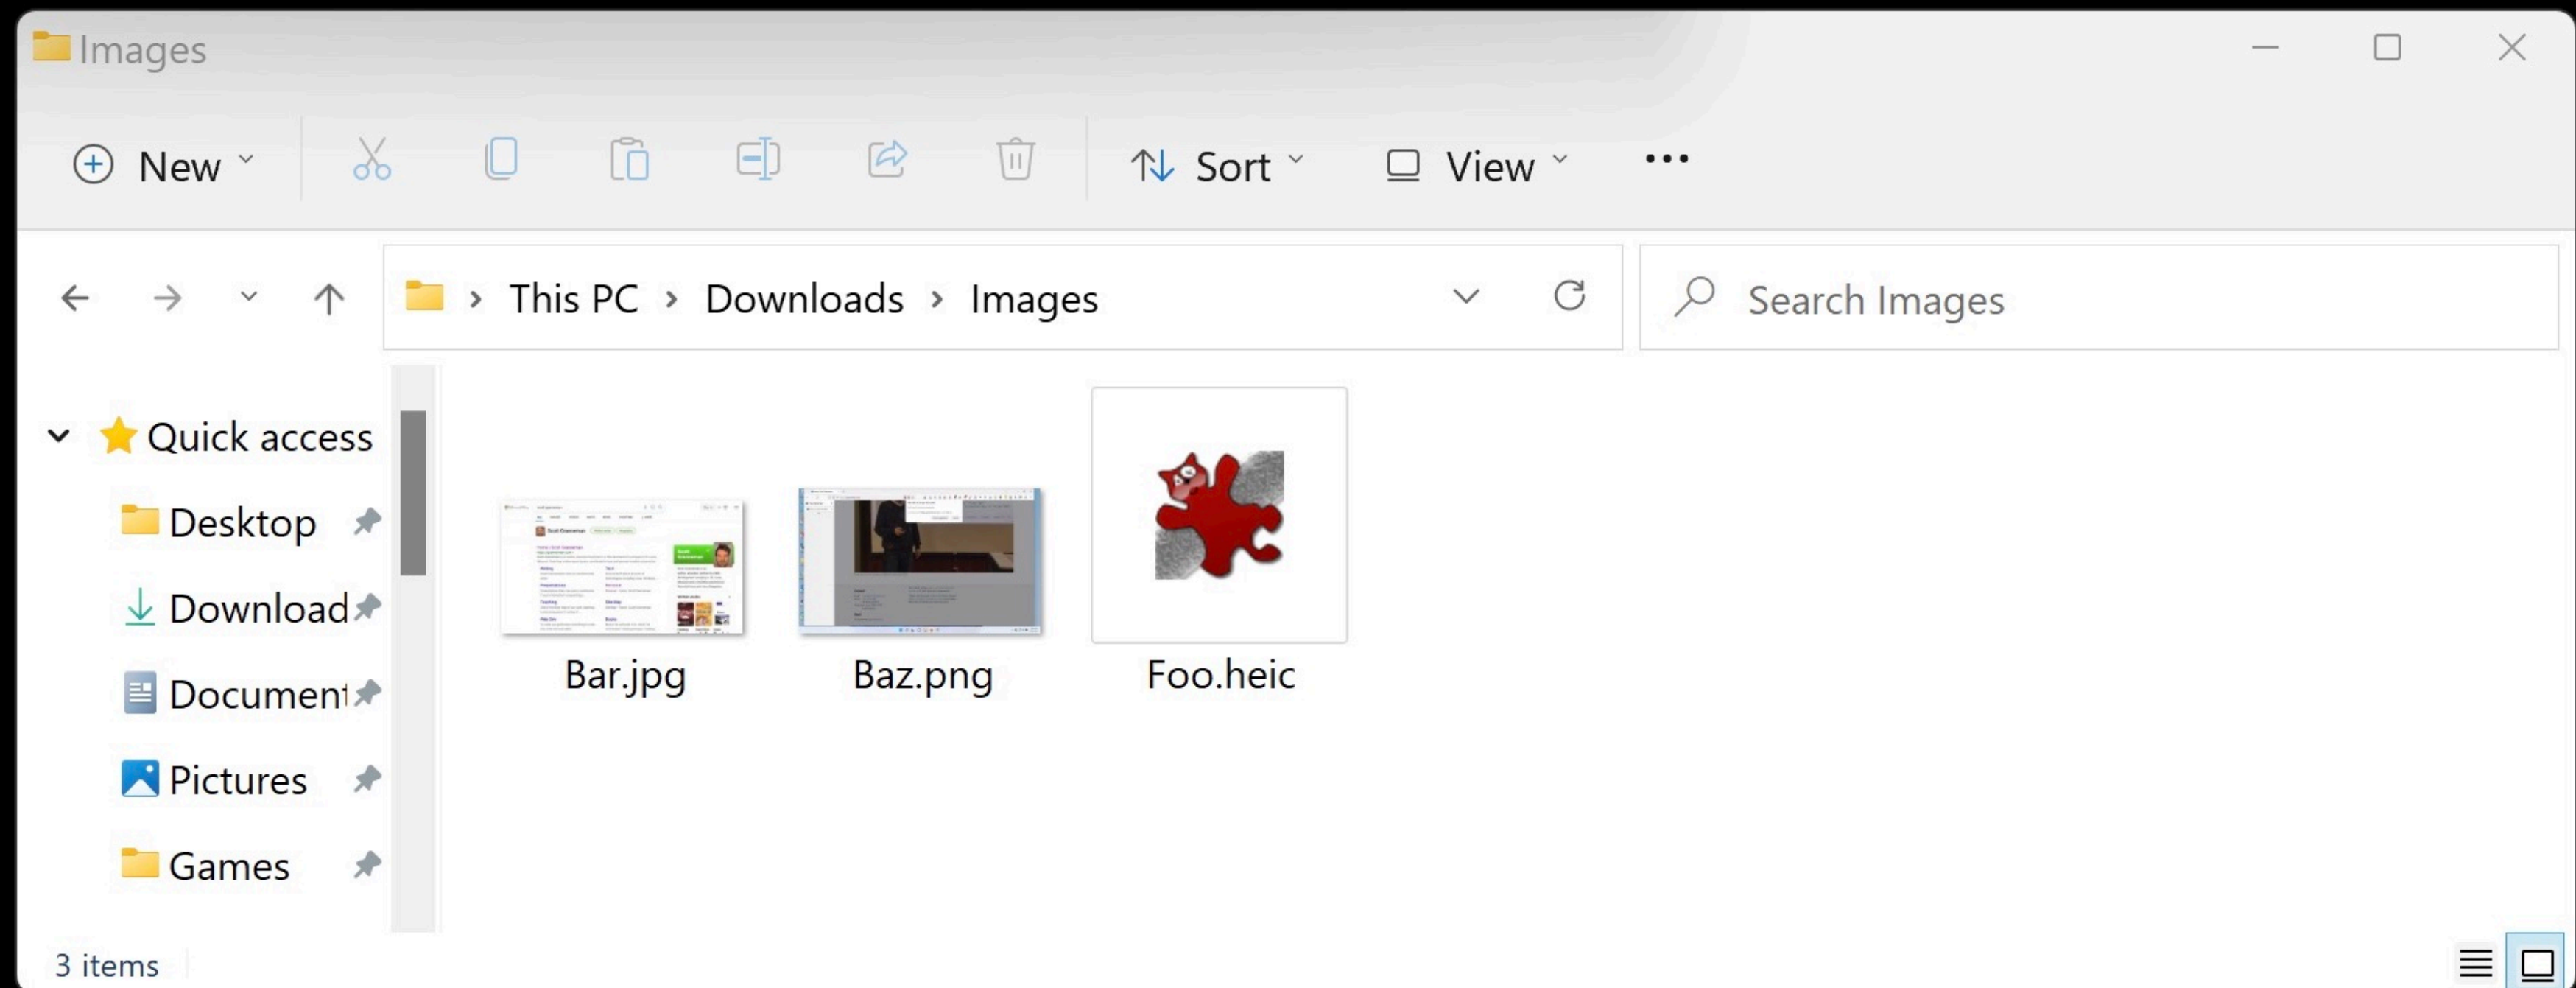 Images
New Sort View
This PC Downloads Images Search Images
Quick access
Desktop
Download
Document
Pictures
Games
Bar.jpg Baz.png Foo.heic
3 items